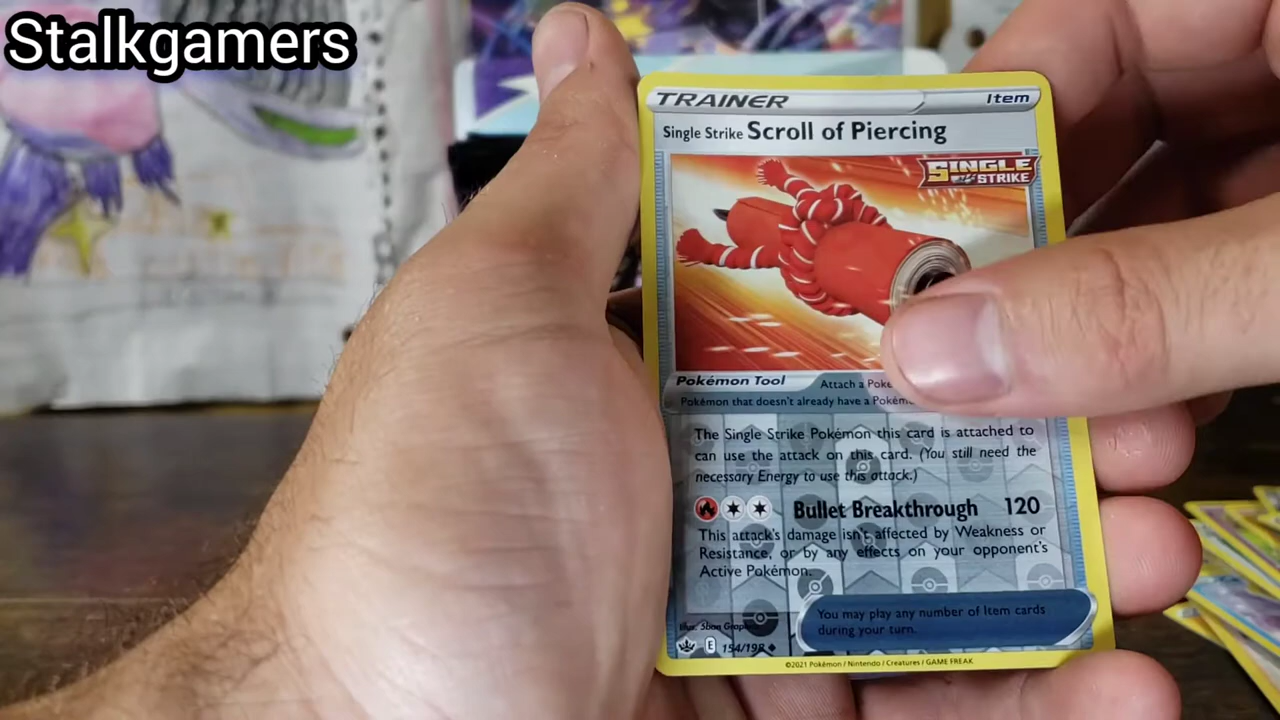 Stalkgamers
TRAINER Item
Single Strike Scroll of Piercing
SINGLE
STRIKE
Pokémon Tool Attach a
Pokémon that doesn't already have a
The Single Strike Pokémon this card is attached to
can use the attack on this card. (You still need the
necessary Energy to use this attack.)
Bullet Breakthrough 120
This attack's damage isn't affected by Weakness or
Resistance, or by any effects on your opponent's
Active Pokémon.
You may play any number of Item cards
during your turn.
Illus.
E 154/198
©2021 Pokémon / Nintendo / Creatures / GAME FREAK